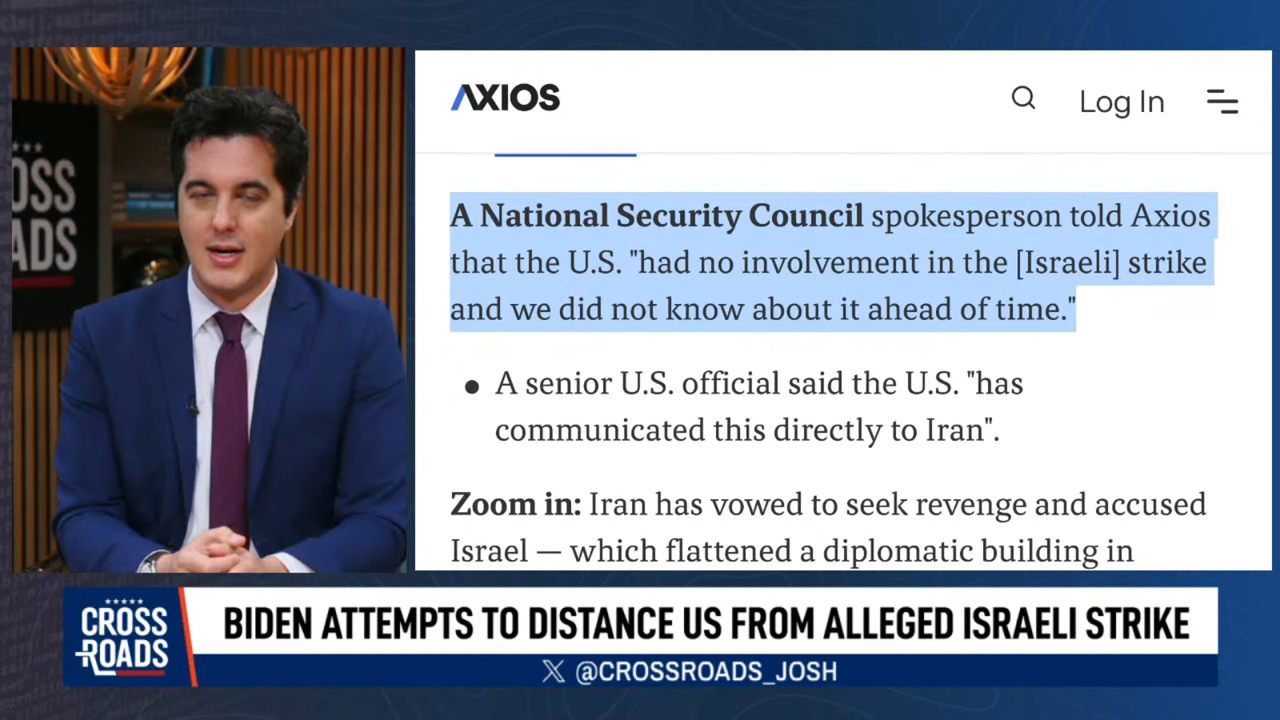 OSS
ADS
AXIOS
Log In
A National Security Council spokesperson told Axios
that the U.S. "had no involvement in the [Israeli] strike
and we did not know about it ahead of time."
● A senior U.S. official said the U.S. "has
communicated this directly to Iran".
Zoom in: Iran has vowed to seek revenge and accused
Israel — which flattened a diplomatic building in
CROSS
ROADS
BIDEN ATTEMPTS TO DISTANCE US FROM ALLEGED ISRAELI STRIKE
X @CROSSROADS_JOSH